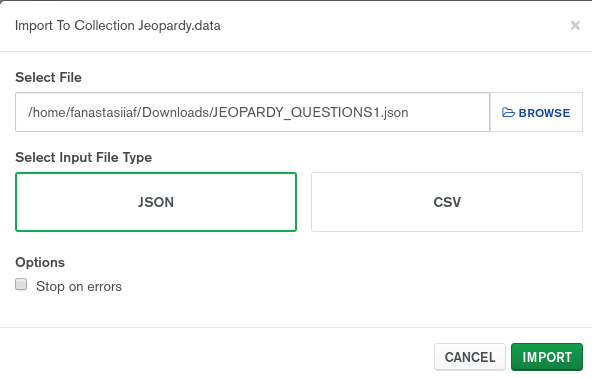 Import To Collection Jeopardy.data
×
Select File
/home/fanastasiiaf/Downloads/JEOPARDY_QUESTIONS1.json
BROWSE
Select Input File Type
JSON
CSV
Options
Stop on errors
CANCEL
IMPORT